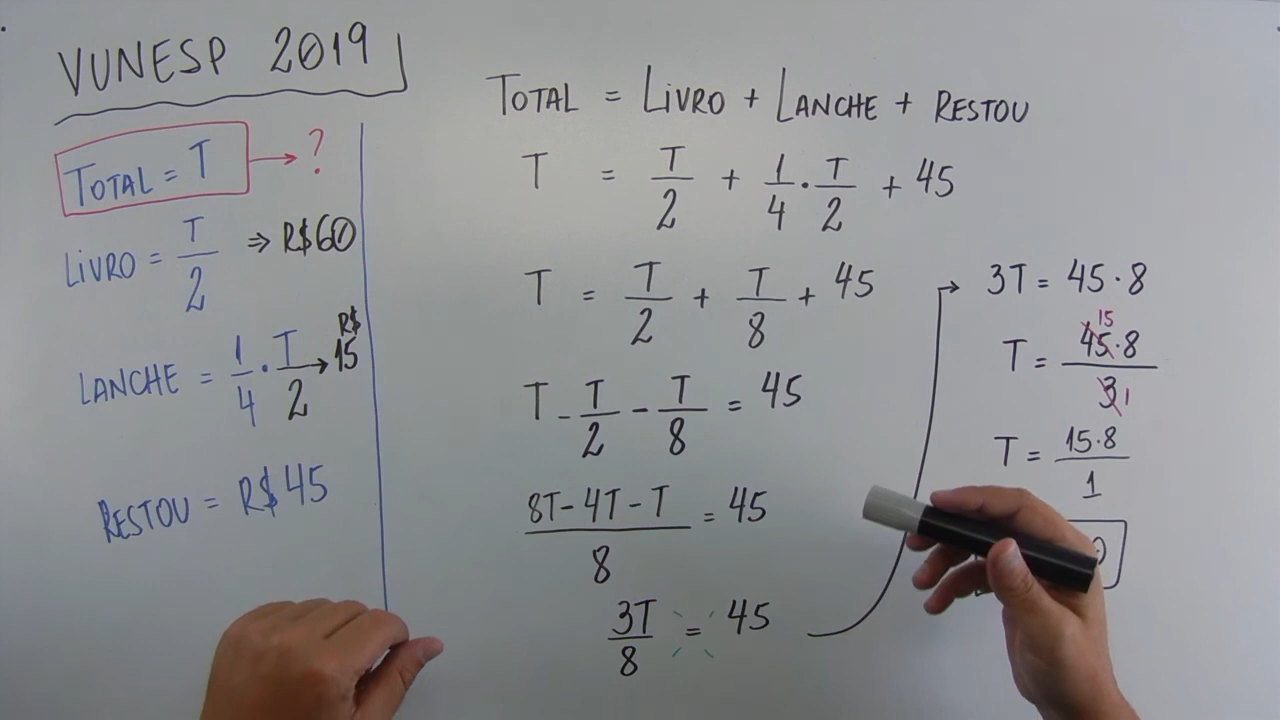 VUNESP 2019
TOTAL = T → ?
LIVRO = T/2 ⇒ R$60
LANCHE = 1/4 · T/2 → R$ 15
RESTOU = R$45
TOTAL = LIVRO + LANCHE + RESTOU
T = T/2 + 1/4 · T/2 + 45
T = T/2 + T/8 + 45
T - T/2 - T/8 = 45
8T - 4T - T / 8 = 45
3T/8 = 45
3T = 45 · 8
T = 45 · 8 / 3 15 1
T = 15 · 8 / 1